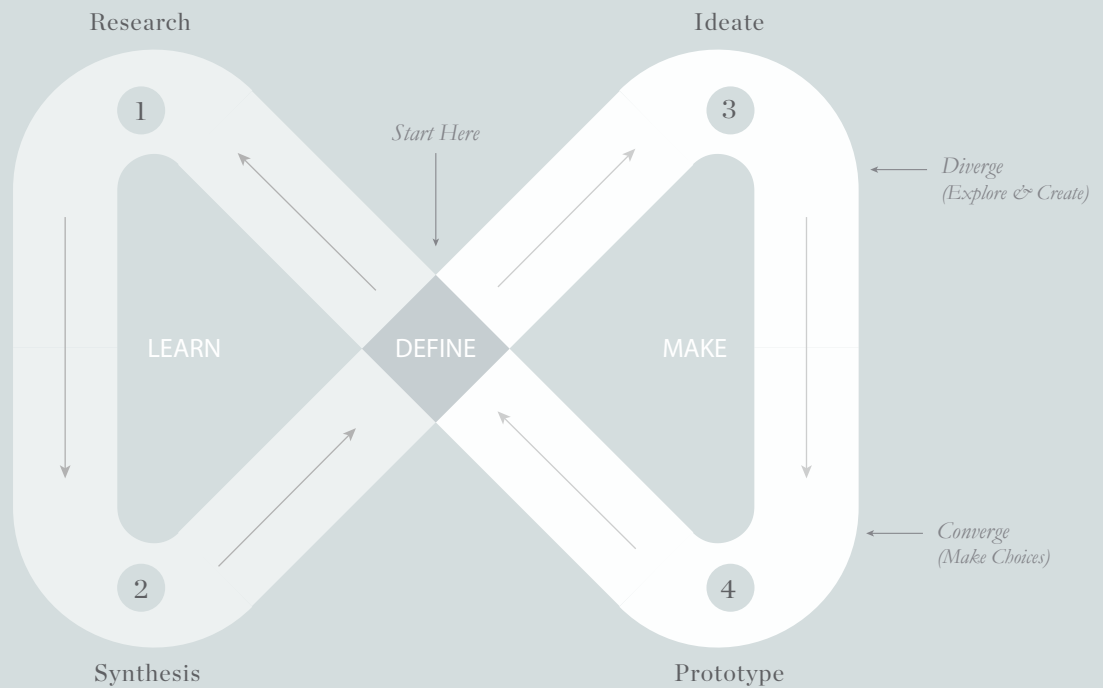 Research
Ideate
1
3
Start Here
Diverge
(Explore & Create)
LEARN
DEFINE
MAKE
Converge
(Make Choices)
2
4
Synthesis
Prototype